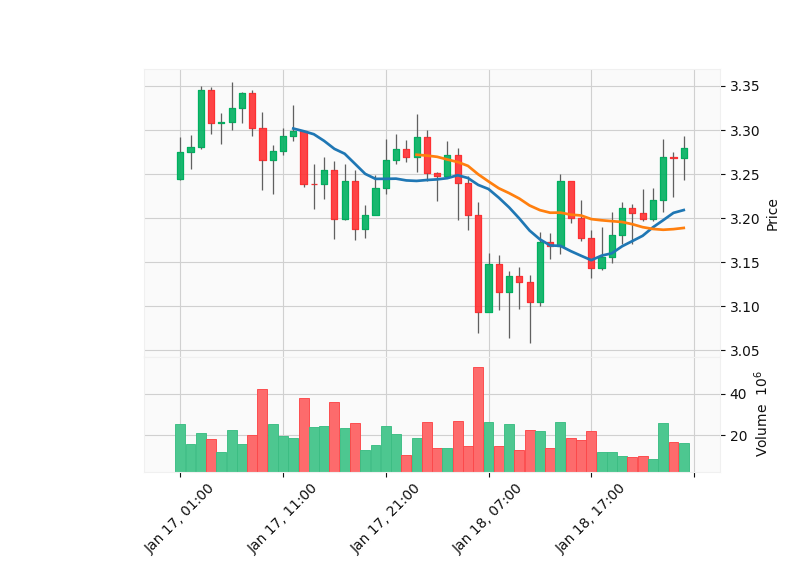 3.35
3.30
3.25
3.20
3.15
3.10
3.05
Price
40
20
Volume 10^6
Jan 17, 01:00
Jan 17, 11:00
Jan 17, 21:00
Jan 18, 07:00
Jan 18, 17:00